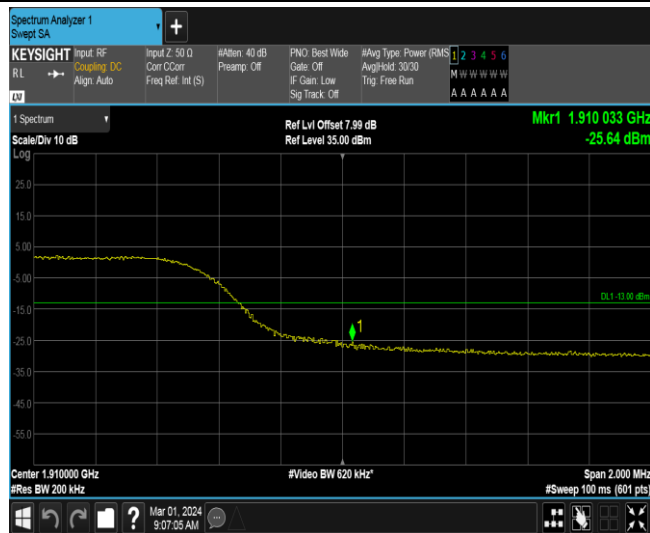 Spectrum Analyzer 1
Swept SA
+
KEYSIGHT
RL
LXI
Input: RF
Coupling: DC
Align: Auto
Input Z: 50 Ω
Corr CCorr
Freq Ref: Int (S)
#Atten: 40 dB
Preamp: Off
PNO: Best Wide
Gate: Off
IF Gain: Low
Sig Track: Off
#Avg Type: Power (RMS
Avg|Hold: 30/30
Trig: Free Run
1 2 3 4 5 6
M W W W W W
A A A A A A
1 Spectrum
Scale/Div 10 dB
Log
Ref Lvl Offset 7.99 dB
Ref Level 35.00 dBm
Mkr1 1.910 033 GHz
-25.64 dBm
25.0
15.0
5.00
-5.00
DL1 -13.00 dBm
-15.0
1
-25.0
-35.0
-45.0
-55.0
Center 1.910000 GHz
#Res BW 200 kHz
#Video BW 620 kHz*
Span 2.000 MHz
#Sweep 100 ms (601 pts)
?
Mar 01, 2024
9:07:05 AM